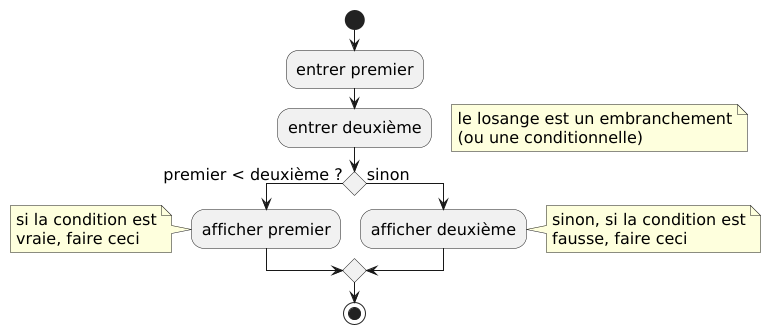 entrer premier
entrer deuxième
le losange est un embranchement
(ou une conditionnelle)
premier < deuxième ?
sinon
si la condition est
vraie, faire ceci
afficher premier
afficher deuxième
sinon, si la condition est
fausse, faire ceci